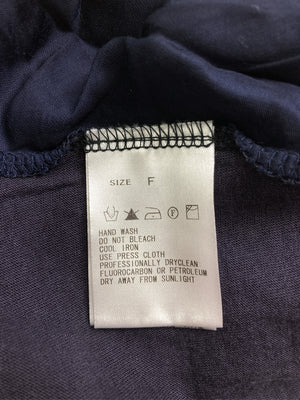 SIZE F
HAND WASH
DO NOT BLEACH
COOL IRON
USE PRESS CLOTH
PROFESSIONALLY DRYCLEAN
FLUOROCARBON OR PETROLEUM
DRY AWAY FROM SUNLIGHT